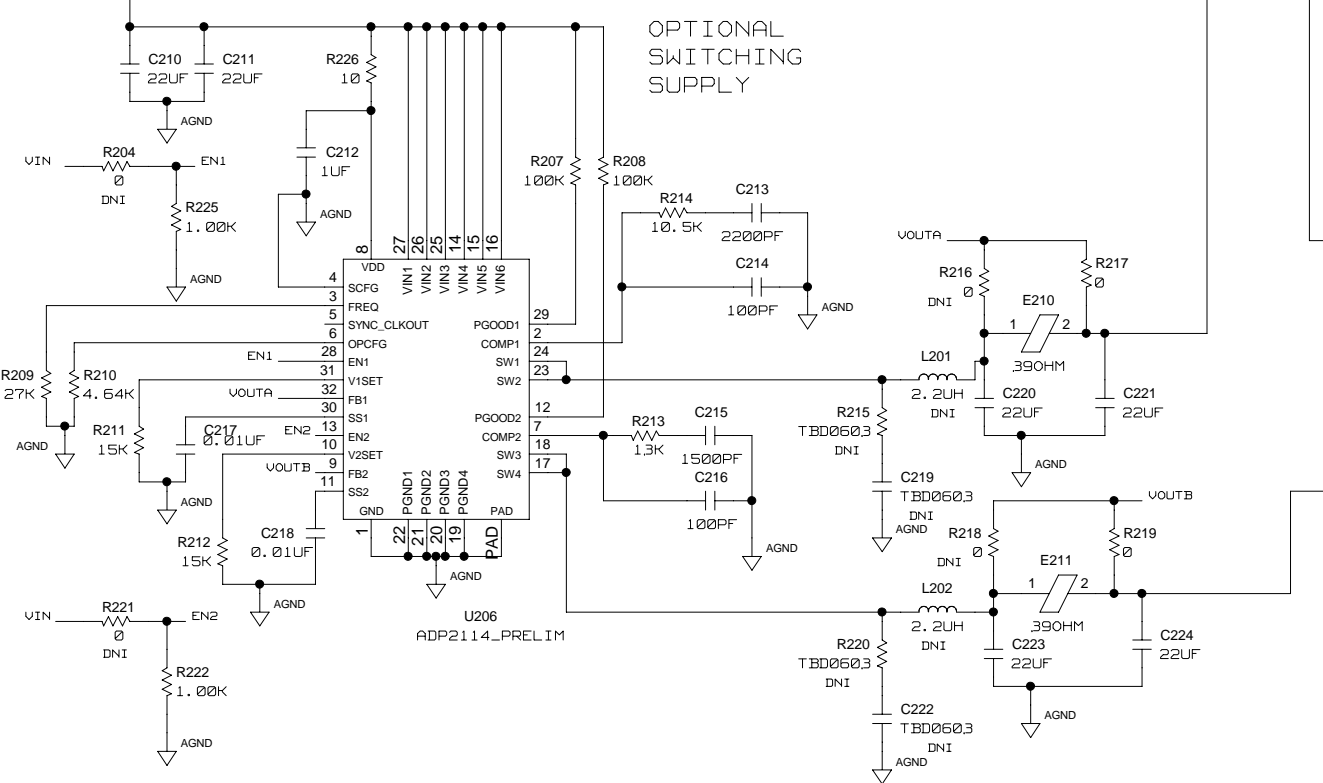 OPTIONAL
SWITCHING
SUPPLY
C210
22UF
C211
22UF
AGND
R226
10
C212
1UF
AGND
VIN
R204
0
DNI
EN1
R225
1.00K
AGND
R207
100K
R208
100K
R214
10.5K
C213
2200PF
C214
100PF
AGND
8
27
26
25
14
15
16
VDD
VIN1
VIN2
VIN3
VIN4
VIN5
VIN6
4
SCFG
3
FREQ
5
SYNC_CLKOUT
6
OPCFG
EN1
28
EN1
31
V1SET
VOUTA
32
FB1
30
SS1
EN2
13
EN2
10
V2SET
VOUTB
9
FB2
11
SS2
PGOOD1
29
COMP1
2
SW1
24
SW2
23
PGOOD2
12
COMP2
7
SW3
18
SW4
17
GND
PGND1
PGND2
PGND3
PGND4
PAD
1
22
21
20
19
PAD
AGND
U206
ADP2114_PRELIM
R209
27K
R210
4.64K
AGND
R211
15K
C217
0.01UF
AGND
R212
15K
C218
0.01UF
AGND
VIN
R221
0
DNI
EN2
R222
1.00K
AGND
R213
13K
C215
1500PF
C216
100PF
AGND
VOUTA
R216
0
DNI
R217
0
E210
1
2
390HM
L201
2.2UH
DNI
C220
22UF
C221
22UF
AGND
R215
TBD0603
DNI
C219
TBD0603
DNI
AGND
VOUTB
R218
0
DNI
R219
0
E211
1
2
390HM
L202
2.2UH
DNI
C223
22UF
C224
22UF
AGND
R220
TBD0603
DNI
C222
TBD0603
DNI
AGND